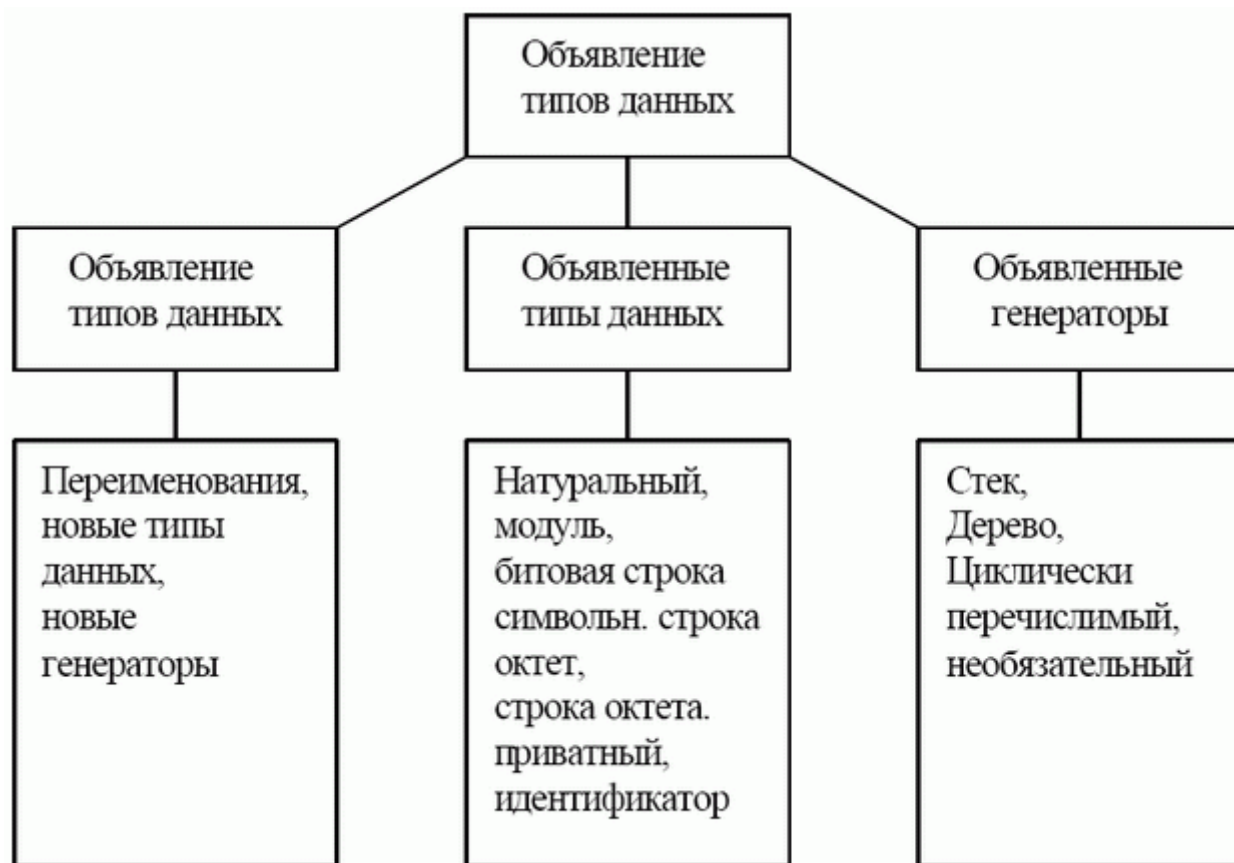 Объявление
типов данных
Объявление
типов данных
Объявленные
типы данных
Объявленные
генераторы
Переименования,
новые типы
данных,
новые
генераторы
Натуральный,
модуль,
битовая строка
символьн. строка
октет,
строка октета.
приватный,
идентификатор
Стек,
Дерево,
Циклически
перечислимый,
необязательный